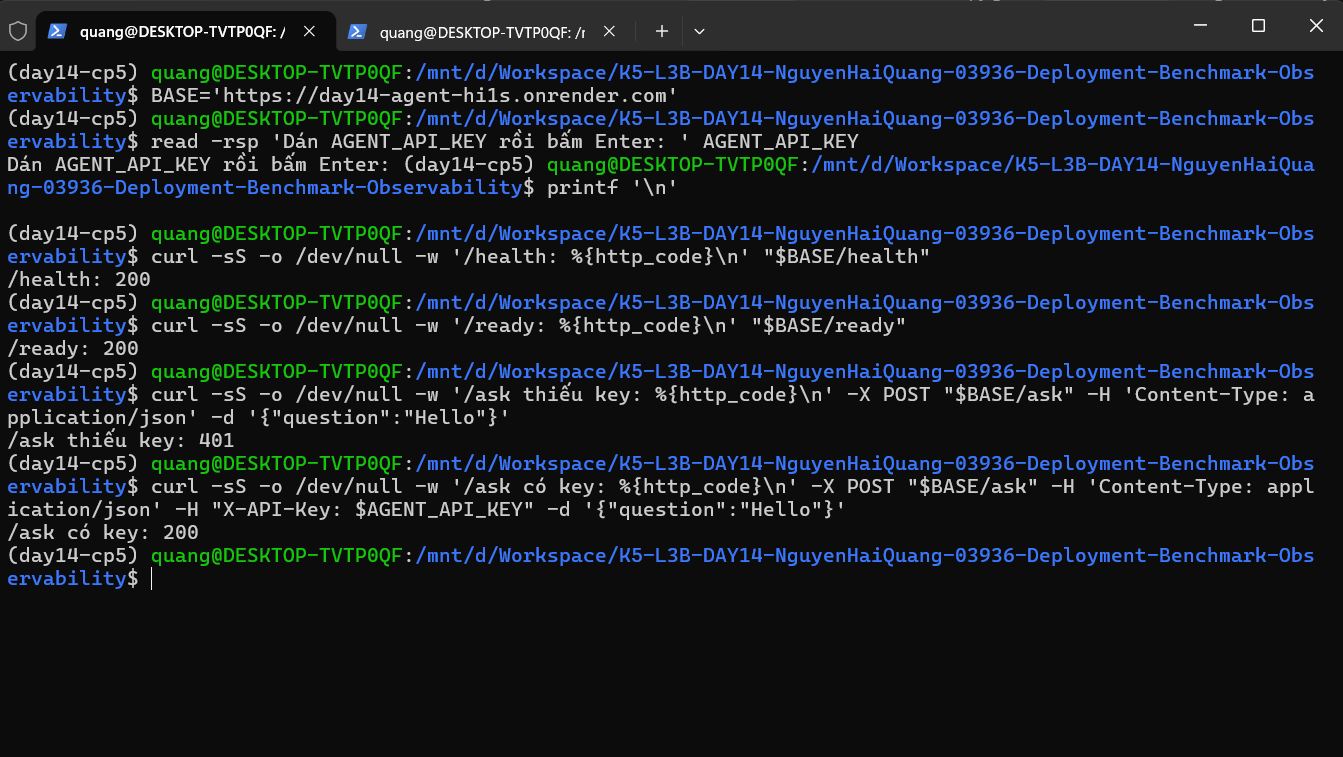 quang@DESKTOP-TVTP0QF: /
quang@DESKTOP-TVTP0QF: /r
(day14-cp5) quang@DESKTOP-TVTP0QF:/mnt/d/Workspace/K5-L3B-DAY14-NguyenHaiQuang-03936-Deployment-Benchmark-Obs
ervability$ BASE='https://day14-agent-hi1s.onrender.com'
(day14-cp5) quang@DESKTOP-TVTP0QF:/mnt/d/Workspace/K5-L3B-DAY14-NguyenHaiQuang-03936-Deployment-Benchmark-Obs
ervability$ read -rsp 'Dán AGENT_API_KEY rồi bấm Enter: ' AGENT_API_KEY
Dán AGENT_API_KEY rồi bấm Enter: (day14-cp5) quang@DESKTOP-TVTP0QF:/mnt/d/Workspace/K5-L3B-DAY14-NguyenHaiQua
ng-03936-Deployment-Benchmark-Observability$ printf '\n'
(day14-cp5) quang@DESKTOP-TVTP0QF:/mnt/d/Workspace/K5-L3B-DAY14-NguyenHaiQuang-03936-Deployment-Benchmark-Obs
ervability$ curl -sS -o /dev/null -w '/health: %{http_code}\n' "$BASE/health"
/health: 200
(day14-cp5) quang@DESKTOP-TVTP0QF:/mnt/d/Workspace/K5-L3B-DAY14-NguyenHaiQuang-03936-Deployment-Benchmark-Obs
ervability$ curl -sS -o /dev/null -w '/ready: %{http_code}\n' "$BASE/ready"
/ready: 200
(day14-cp5) quang@DESKTOP-TVTP0QF:/mnt/d/Workspace/K5-L3B-DAY14-NguyenHaiQuang-03936-Deployment-Benchmark-Obs
ervability$ curl -sS -o /dev/null -w '/ask thiếu key: %{http_code}\n' -X POST "$BASE/ask" -H 'Content-Type: a
pplication/json' -d '{"question":"Hello"}'
/ask thiếu key: 401
(day14-cp5) quang@DESKTOP-TVTP0QF:/mnt/d/Workspace/K5-L3B-DAY14-NguyenHaiQuang-03936-Deployment-Benchmark-Obs
ervability$ curl -sS -o /dev/null -w '/ask có key: %{http_code}\n' -X POST "$BASE/ask" -H 'Content-Type: appl
ication/json' -H "X-API-Key: $AGENT_API_KEY" -d '{"question":"Hello"}'
/ask có key: 200
(day14-cp5) quang@DESKTOP-TVTP0QF:/mnt/d/Workspace/K5-L3B-DAY14-NguyenHaiQuang-03936-Deployment-Benchmark-Obs
ervability$